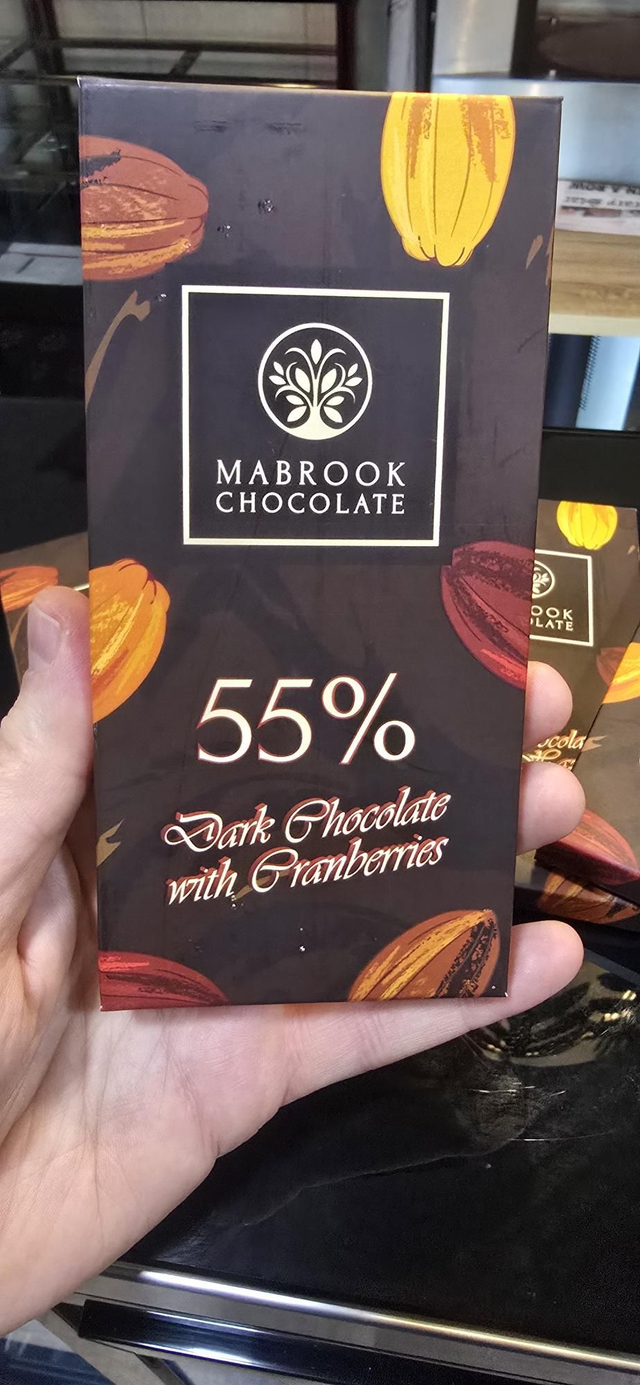 MABROOK
CHOCOLATE
55%
Dark Chocolate
with Cranberries